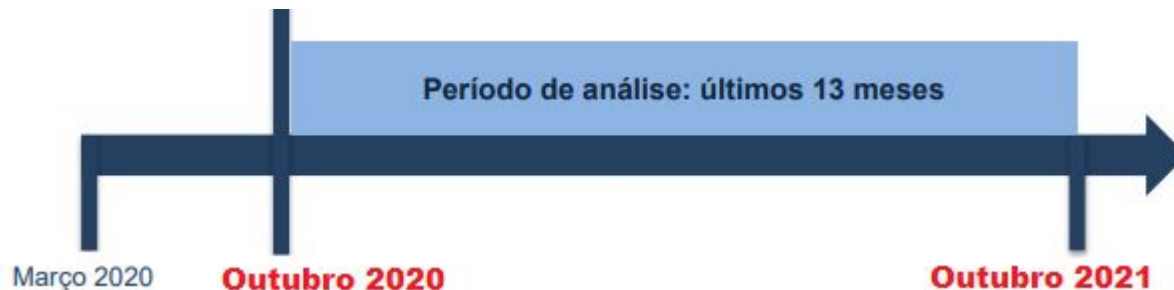 Período de análise: últimos 13 meses
Março 2020
Outubro 2020
Outubro 2021